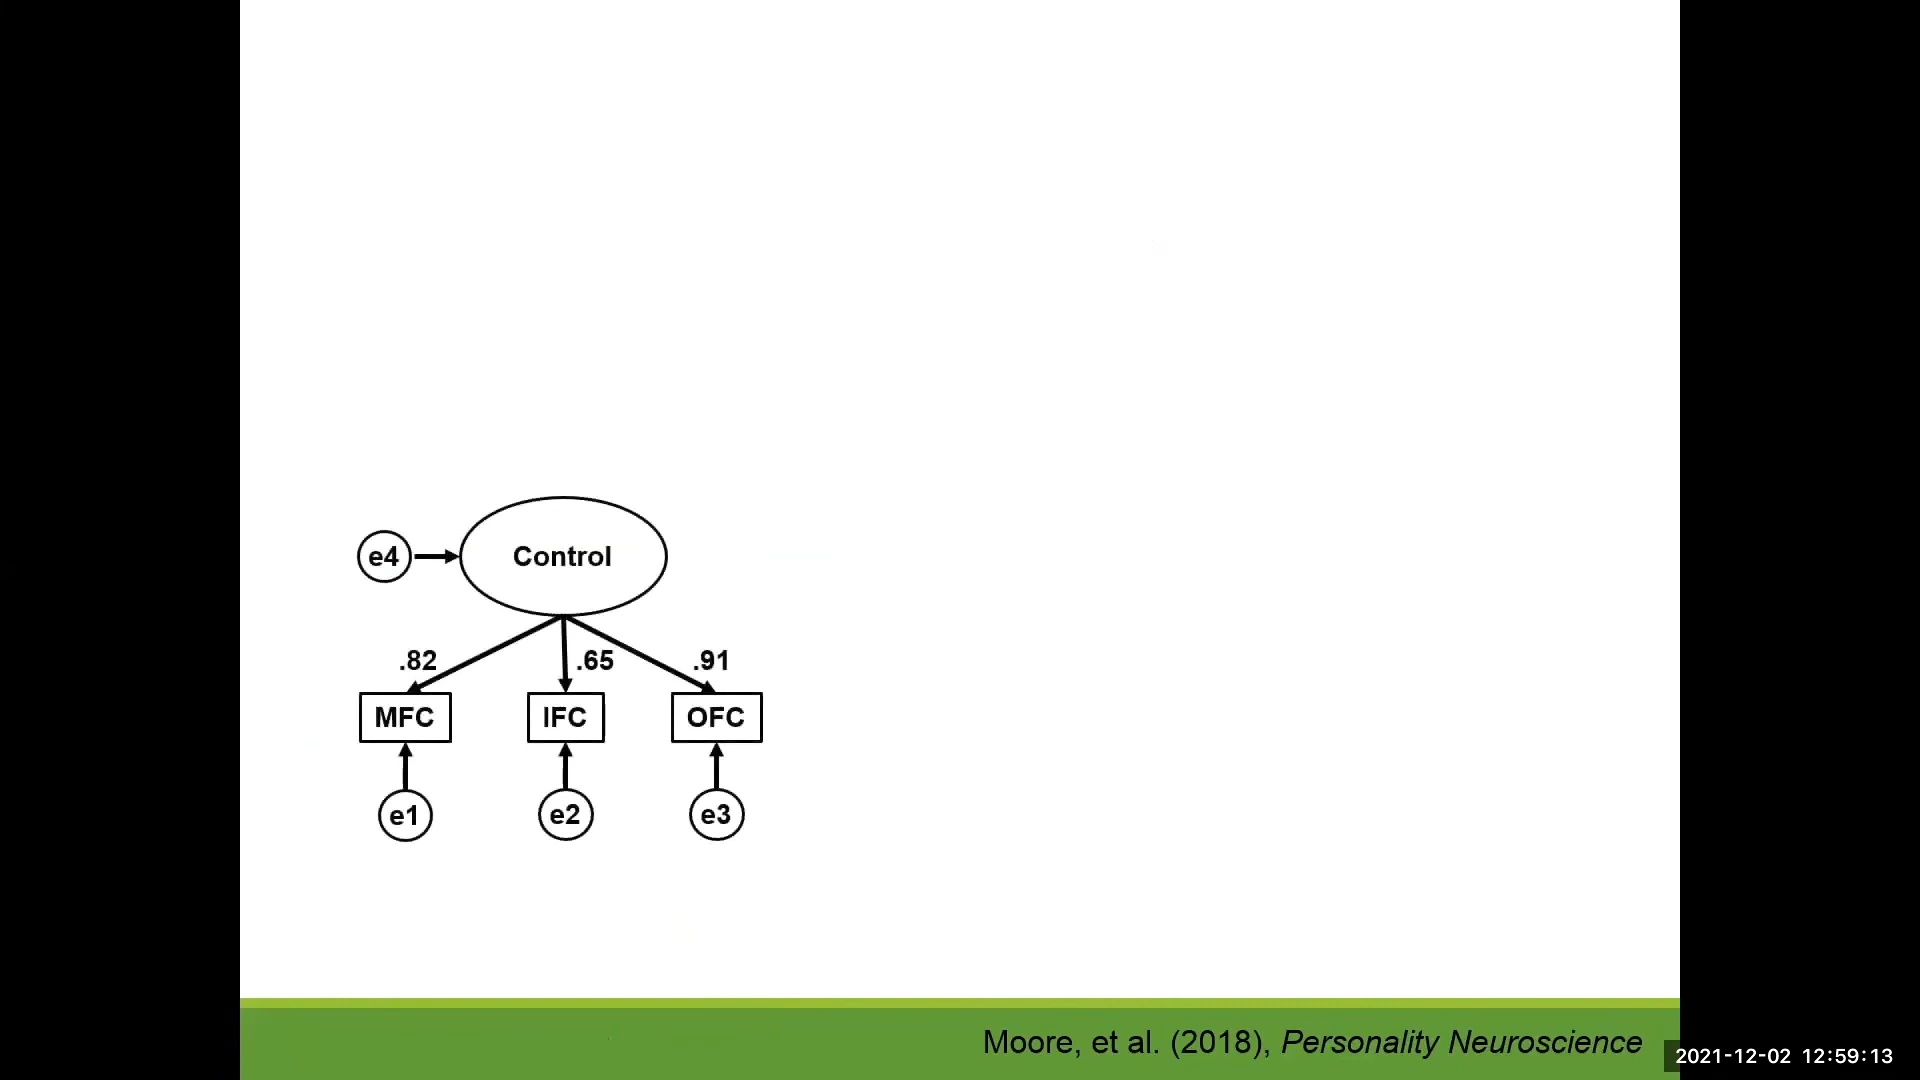 e4
Control
.82
.65
.91
MFC
IFC
OFC
e1
e2
e3
Moore, et al. (2018), Personality Neuroscience
2021-12-02 12:59:13